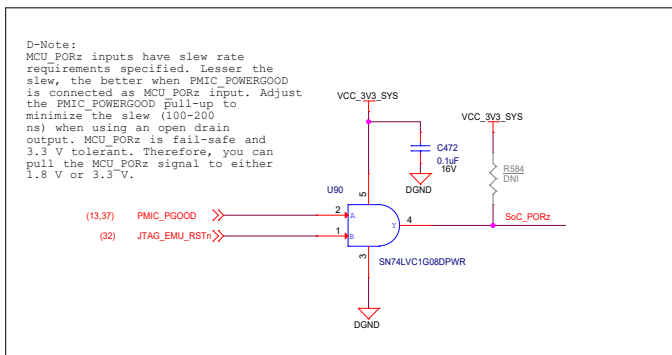 D-Note:
MCU_PORz inputs have slew rate
requirements specified. Lesser the
slew, the better when PMIC_POWERGOOD
is connected as MCU_PORz input. Adjust
the PMIC_POWERGOOD pull-up to
minimize the slew (100-200
ns) when using an open drain
output. MCU_PORz is fail-safe and
3.3 V tolerant. Therefore, you can
pull the MCU_PORz signal to either
1.8 V or 3.3 V.
VCC_3V3_SYS
VCC_3V3_SYS
C472
0.1uF
16V
DGND
R584
DNI
U90
5
(13,37) PMIC_PGOOD 2 A
Y 4 SoC_PORz
(32) JTAG_EMU_RSTn 1 B
3
SN74LVC1G08DPWR
DGND